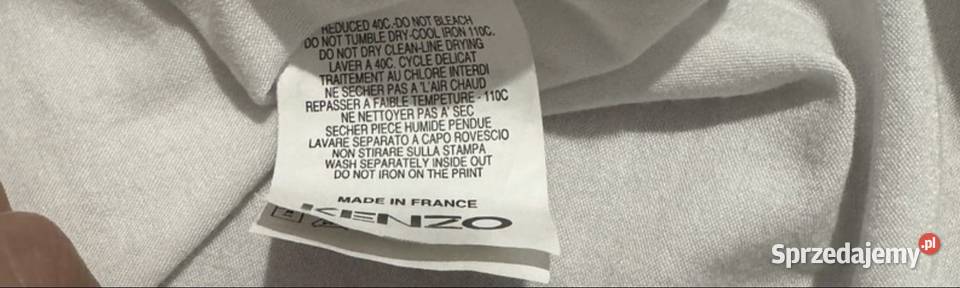 REDUCED 40C.-DO NOT BLEACH
DO NOT TUMBLE DRY-COOL IRON 110C.
DO NOT DRY CLEAN-LINE DRYING
LAVER A 40C. CYCLE DELICAT
TRAITEMENT AU CHLORE INTERDI
NE SECHER PAS A 'L'AIR CHAUD
REPASSER A FAIBLE TEMPETURE - 110C
NE NETTOYER PAS A' SEC
SECHER PIECE HUMIDE PENDUE
LAVARE SEPARATO A CAPO ROVESCIO
NON STIRARE SULLA STAMPA
WASH SEPARATELY INSIDE OUT
DO NOT IRON ON THE PRINT
MADE IN FRANCE
KENZO
Sprzedajemy.pl